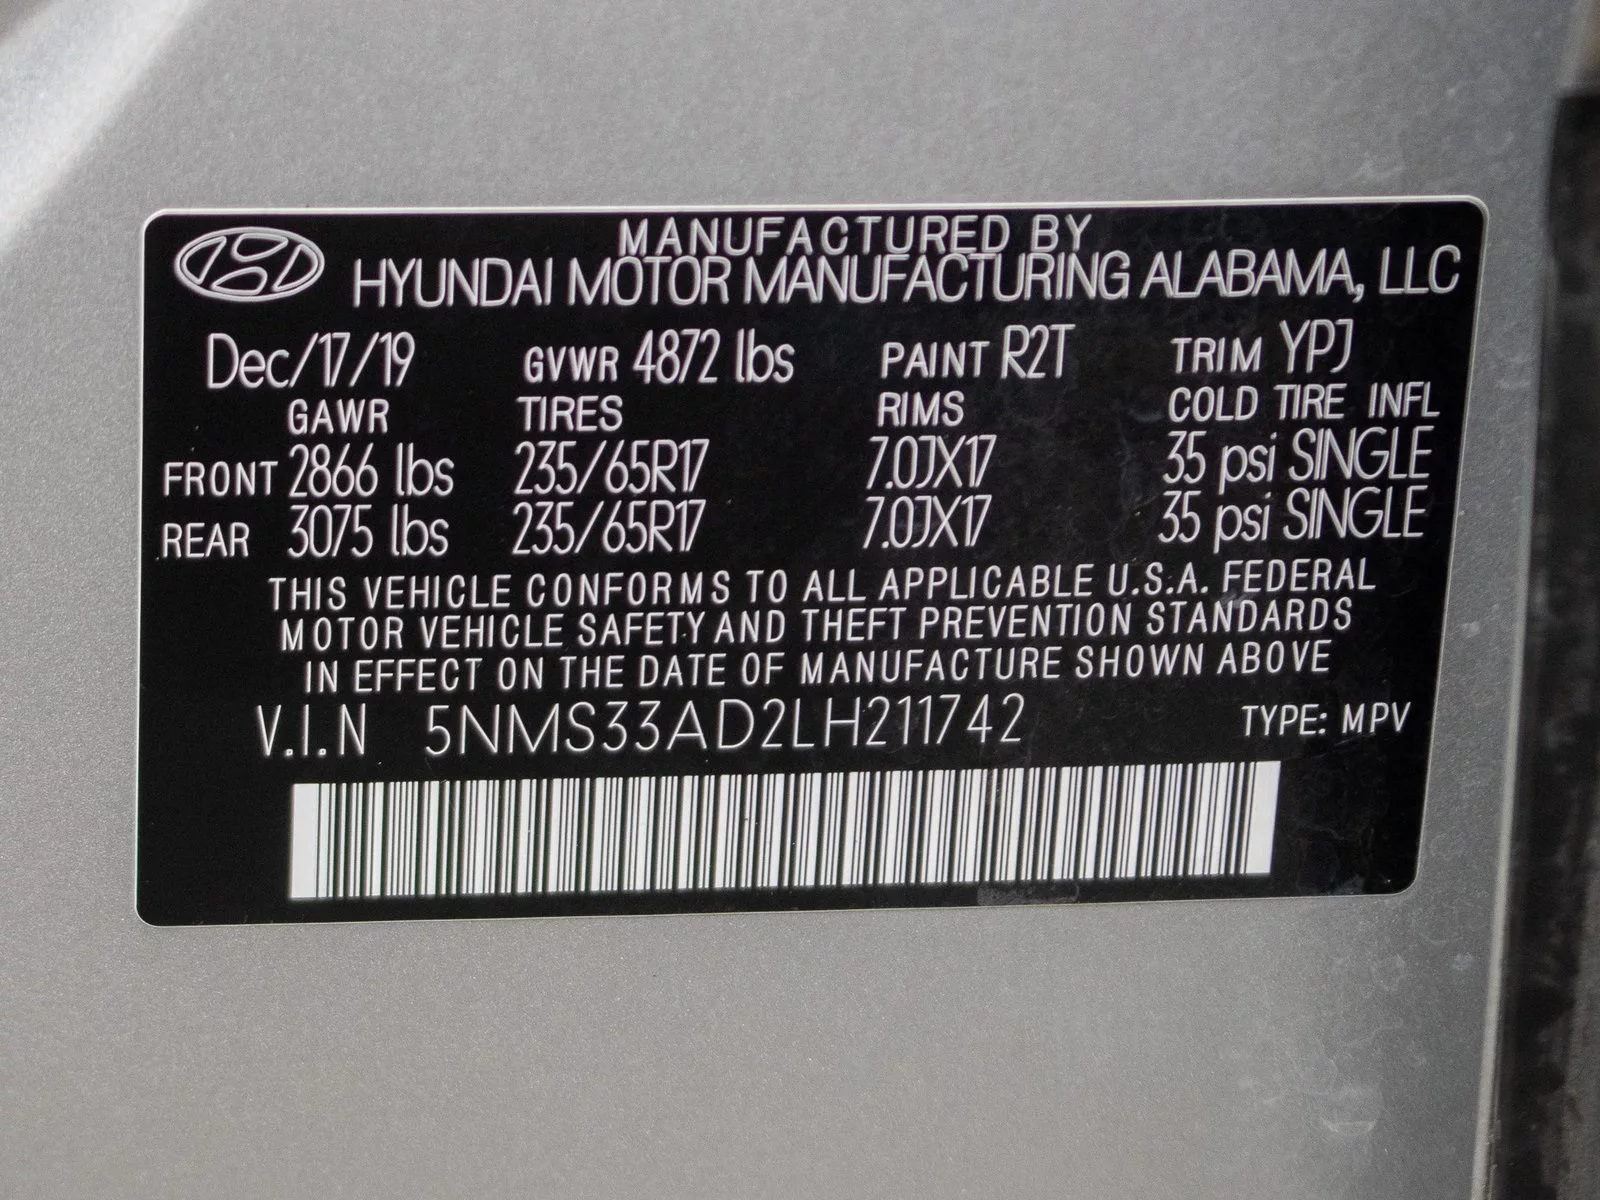 MANUFACTURED BY
HYUNDAI MOTOR MANUFACTURING ALABAMA, LLC
Dec/17/19 GVWR 4872 lbs PAINT R2T TRIM YPJ
GAWR TIRES RIMS COLD TIRE INFL
FRONT 2866 lbs 235/65R17 7.0JX17 35 psi SINGLE
REAR 3075 lbs 235/65R17 7.0JX17 35 psi SINGLE
THIS VEHICLE CONFORMS TO ALL APPLICABLE U.S.A. FEDERAL
MOTOR VEHICLE SAFETY AND THEFT PREVENTION STANDARDS
IN EFFECT ON THE DATE OF MANUFACTURE SHOWN ABOVE
V.I.N 5NMS33AD2LH211742 TYPE: MPV